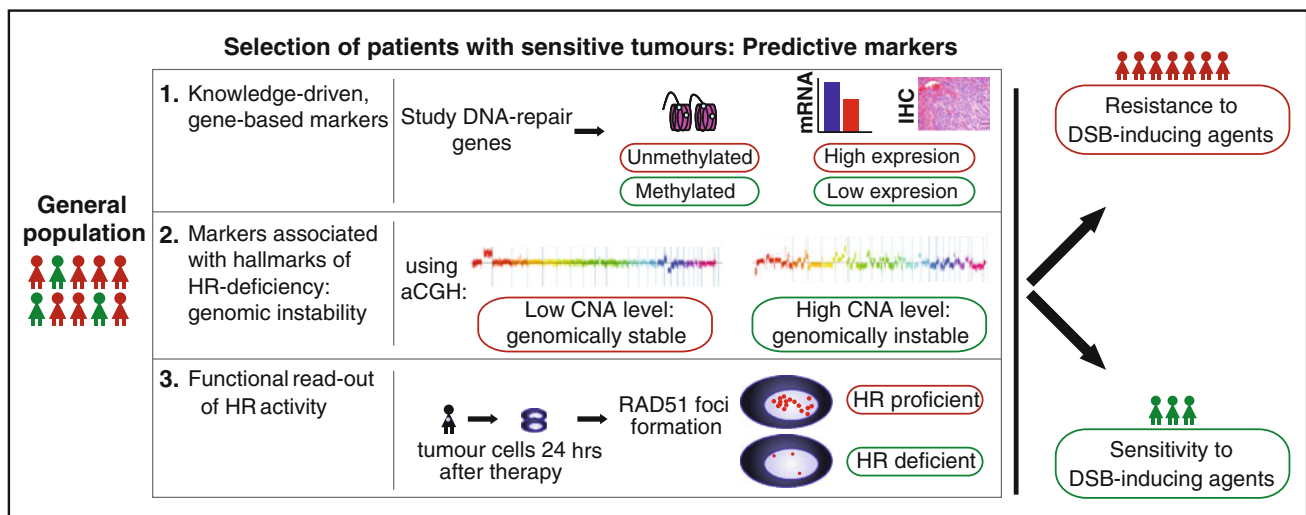 Selection of patients with sensitive tumours: Predictive markers
General
population
1. Knowledge-driven,
gene-based markers
Study DNA-repair
genes
Unmethylated
Methylated
mRNA
IHC
High expresion
Low expresion
2. Markers associated
with hallmarks of
HR-deficiency:
genomic instability
using
aCGH:
Low CNA level:
genomically stable
High CNA level:
genomically instable
3. Functional read-out
of HR activity
tumour cells 24 hrs
after therapy
RAD51 foci
formation
HR proficient
HR deficient
Resistance to
DSB-inducing agents
Sensitivity to
DSB-inducing agents